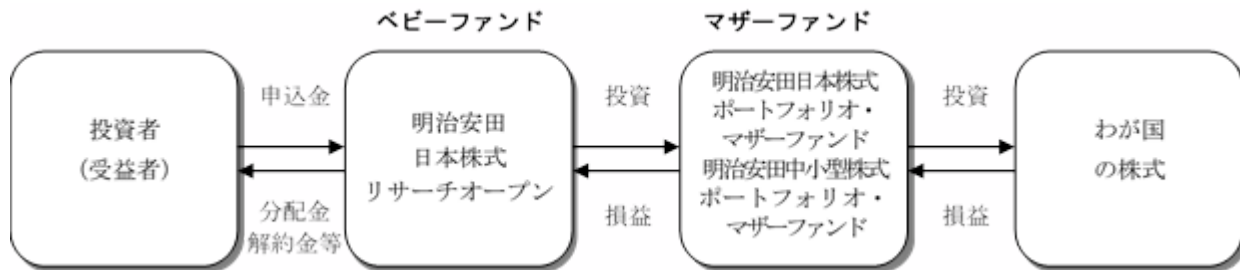 ベビーファンド
マザーファンド
投資者
(受益者)
申込金
分配金
解約金等
明治安田
日本株式
リサーチオープン
投資
損益
明治安田日本株式
ポートフォリオ・
マザーファンド
明治安田中小型株式
ポートフォリオ・
マザーファンド
投資
損益
わが国
の株式